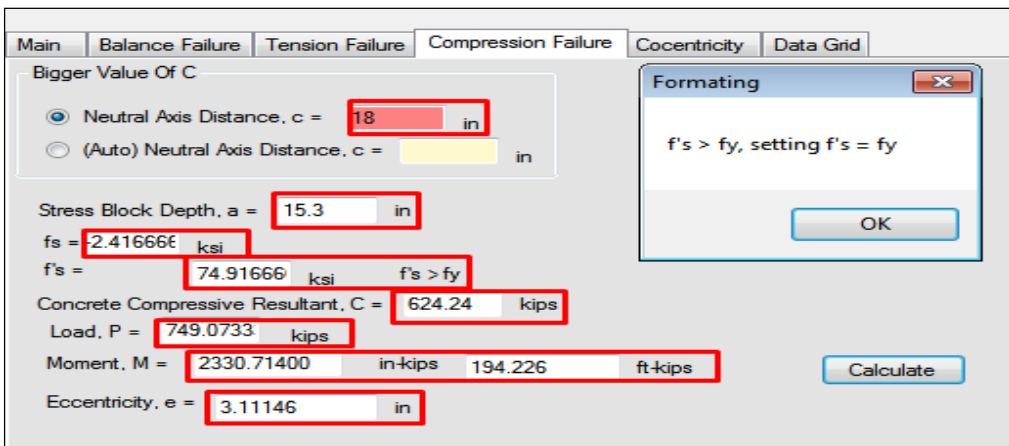 Main Balance Failure Tension Failure Compression Failure Cocentricity Data Grid
Bigger Value Of C
Neutral Axis Distance, c = 18 in
(Auto) Neutral Axis Distance, c = in
Formating
f's > fy, setting f's = fy
OK
Stress Block Depth, a = 15.3 in
fs = -2.416666 ksi
f's = 74.91666 ksi f's > fy
Concrete Compressive Resultant, C = 624.24 kips
Load, P = 749.0733 kips
Moment, M = 2330.71400 in-kips 194.226 ft-kips
Calculate
Ecccentricity, e = 3.11146 in